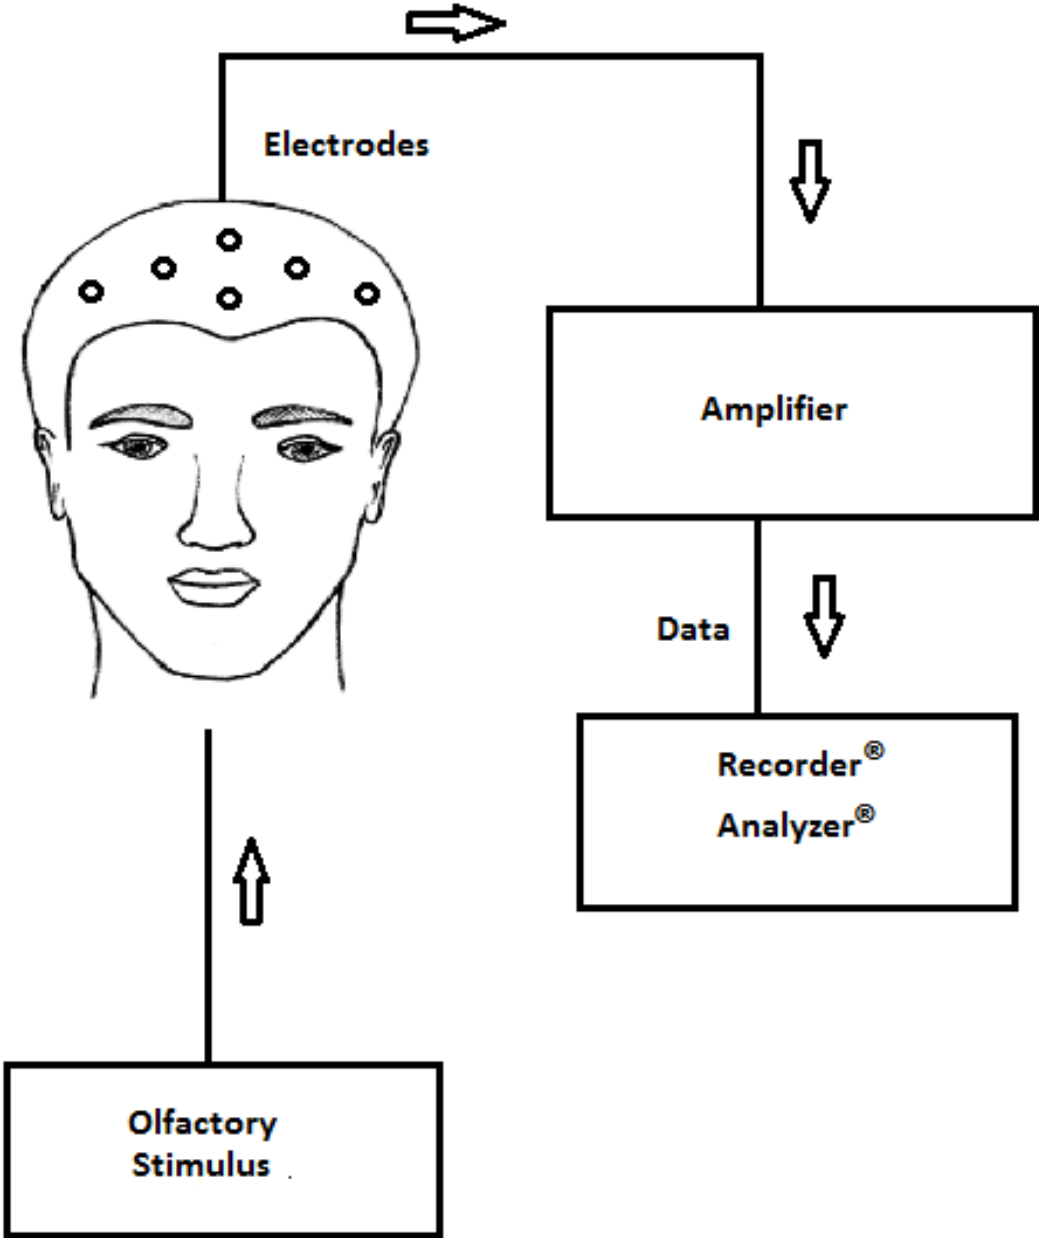 Electrodes
Amplifier
Data
Recorder®
Analyzer®
Olfactory
Stimulus .